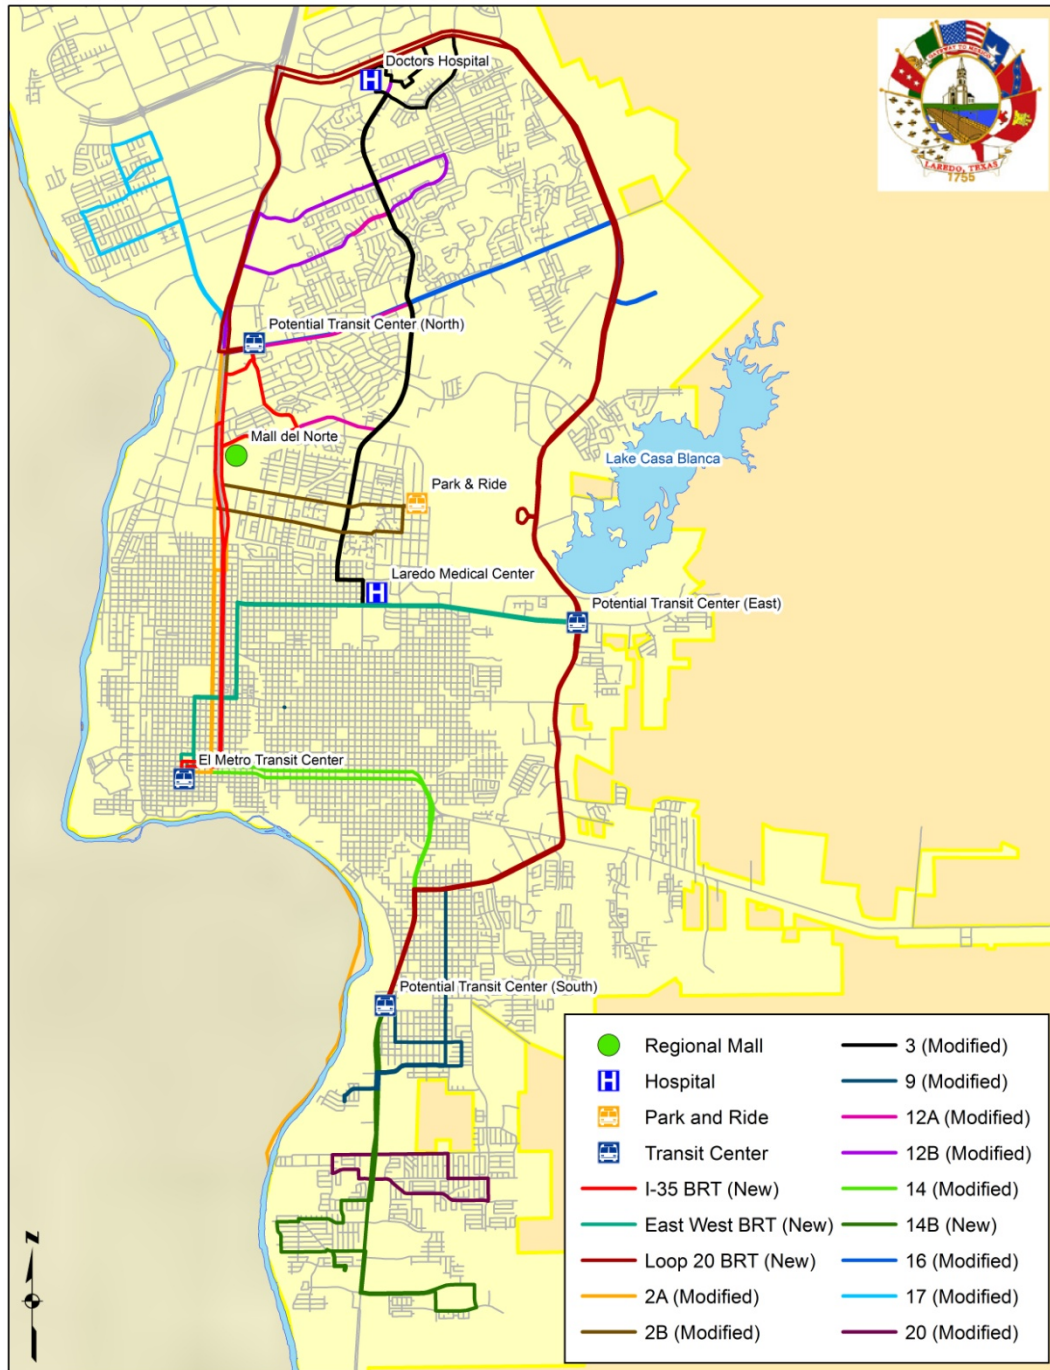 Doctors Hospital
GATEWAY TO MEXICO
LAREDO, TEXAS
1755
Potential Transit Center (North)
Mall del Norte
Lake Casa Blanca
Park & Ride
Laredo Medical Center
Potential Transit Center (East)
El Metro Transit Center
Potential Transit Center (South)
Regional Mall
Hospital
Park and Ride
Transit Center
I-35 BRT (New)
East West BRT (New)
Loop 20 BRT (New)
2A (Modified)
2B (Modified)
3 (Modified)
9 (Modified)
12A (Modified)
12B (Modified)
14 (Modified)
14B (New)
16 (Modified)
17 (Modified)
20 (Modified)
N